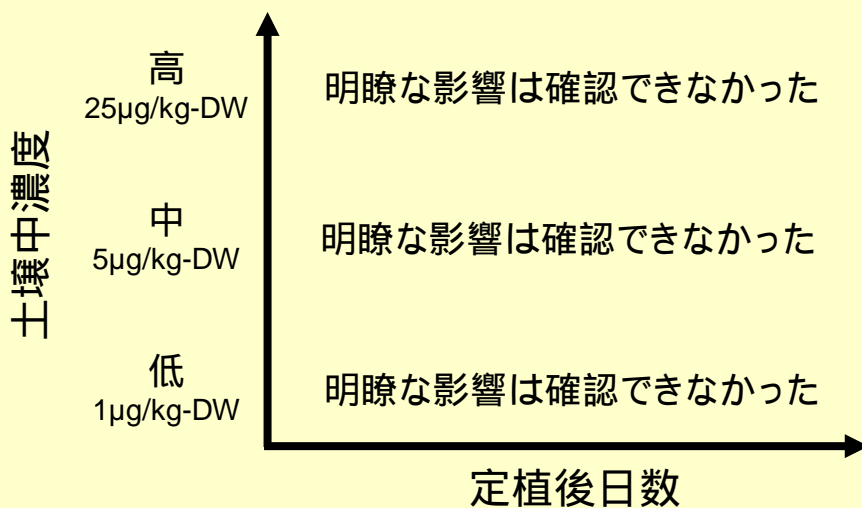 土壌中濃度
高
25µg/kg-DW
明瞭な影響は確認できなかった
中
5µg/kg-DW
明瞭な影響は確認できなかった
低
1µg/kg-DW
明瞭な影響は確認できなかった
定植後日数